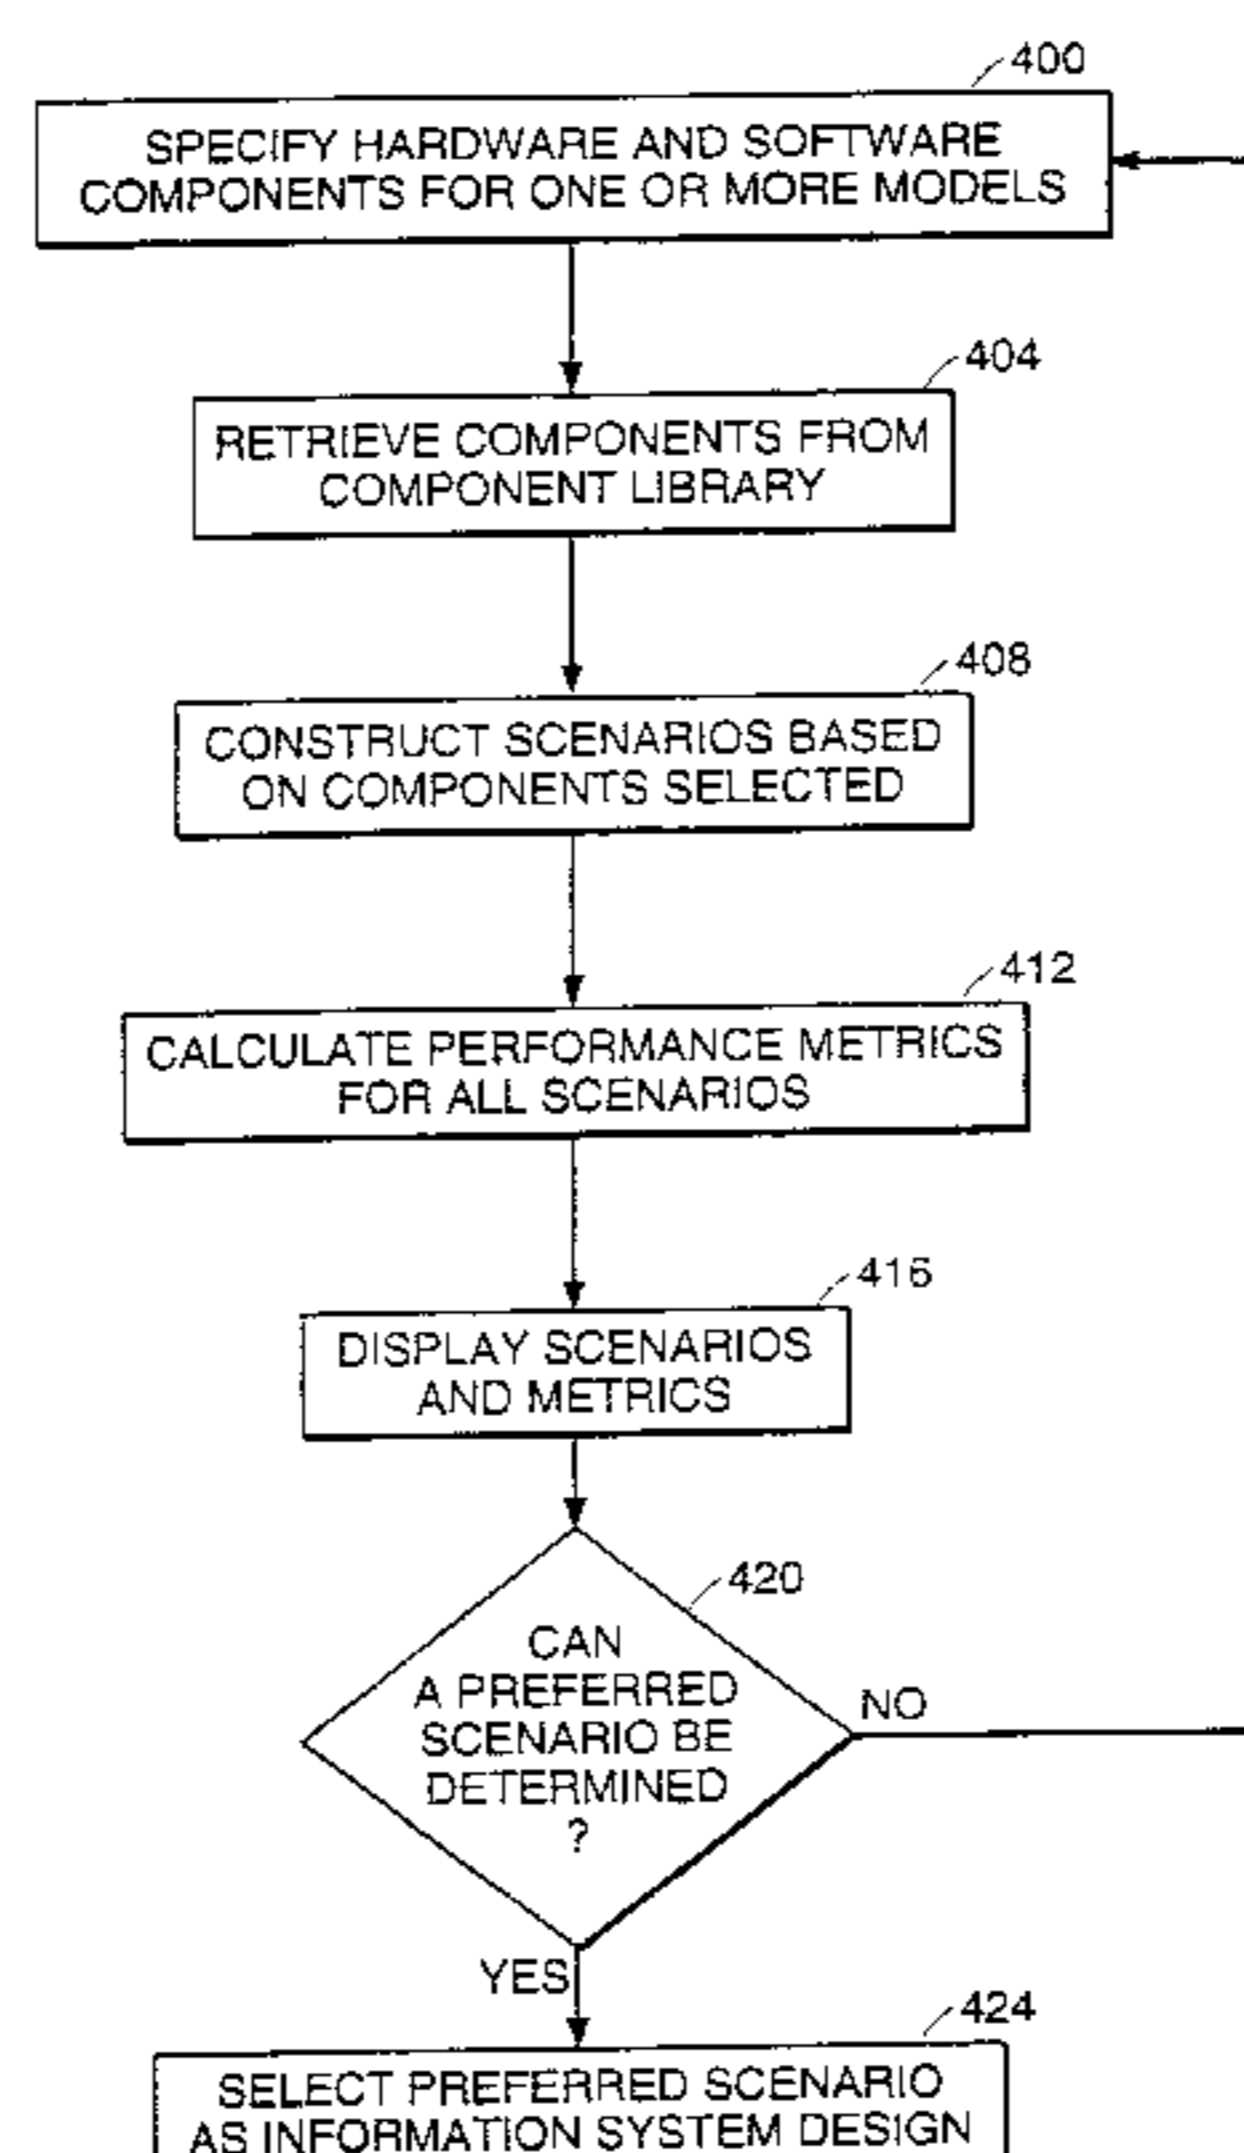 400
SPECIFY HARDWARE AND SOFTWARE
COMPONENTS FOR ONE OR MORE MODELS
404
RETRIEVE COMPONENTS FROM
COMPONENT LIBRARY
408
CONSTRUCT SCENARIOS BASED
ON COMPONENTS SELECTED
412
CALCULATE PERFORMANCE METRICS
FOR ALL SCENARIOS
416
DISPLAY SCENARIOS
AND METRICS
420
CAN
A PREFERRED
SCENARIO BE
DETERMINED
?
NO
YES
424
SELECT PREFERRED SCENARIO
AS INFORMATION SYSTEM DESIGN